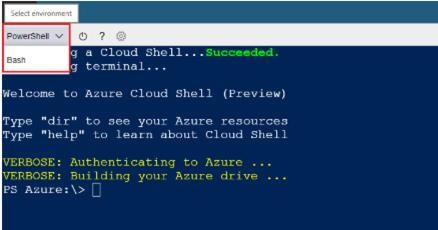 Select environment
PowerShell
Bash
g a Cloud Shell...Succeeded.
g terminal...
Welcome to Azure Cloud Shell (Preview)
Type "dir" to see your Azure resources
Type "help" to learn about Cloud Shell
VERBOSE: Authenticating to Azure ...
VERBOSE: Building your Azure drive ...
PS Azure:\>